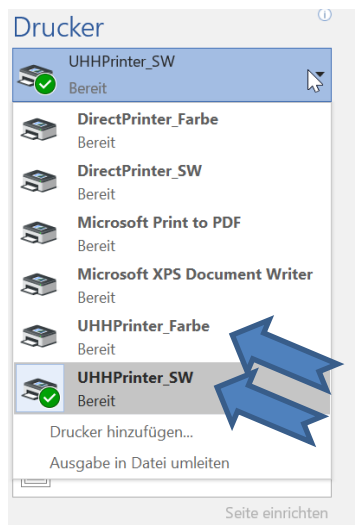 Drucker
UHHPrinter_SW
Bereit
DirectPrinter_Farbe
Bereit
DirectPrinter_SW
Bereit
Microsoft Print to PDF
Bereit
Microsoft XPS Document Writer
Bereit
UHHPrinter_Farbe
Bereit
UHHPrinter_SW
Bereit
Drucker hinzufügen...
Ausgabe in Datei umleiten
Seite einrichten